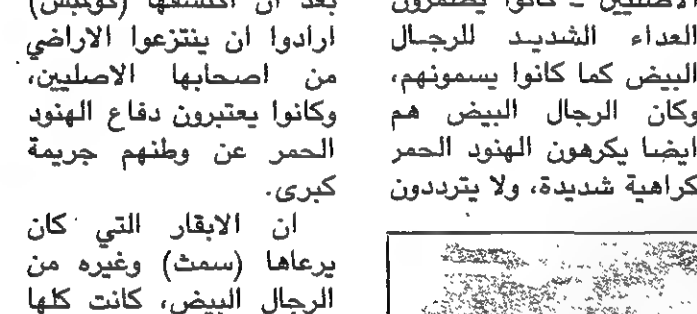 الاصليين - كانوا يضمرون
العداء الشديد للرجال
البيض كما كانوا يسمونهم،
وكان الرجال البيض هم
ايضا يكرهون الهنود الحمر
كراهية شديدة، ولا يترددون
بعد ان اكتشفها (كولمبس)
ارادوا ان ينتزعوا الاراضي
من اصحابها الاصليين،
وكانوا يعتبرون دفاع الهنود
الحمر عن وطنهم جريمة
كبرى.
ان الابقار التي كان
يرعاها (سمث) وغيره من
الرجال البيض، كانت كلها